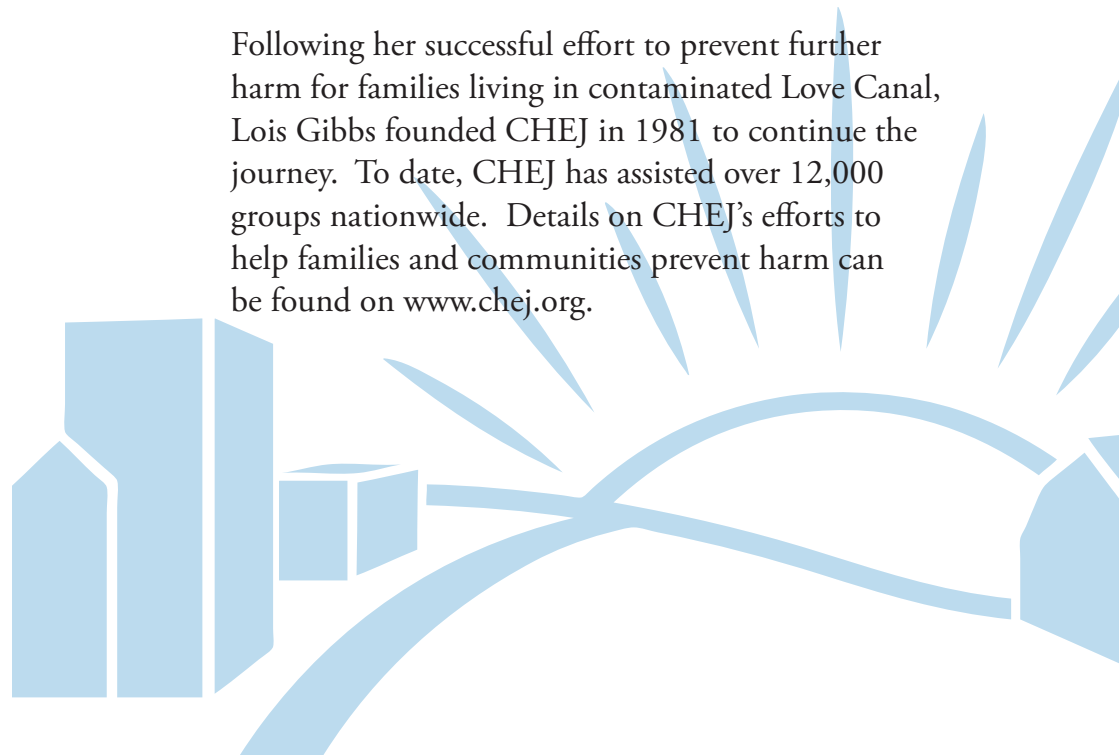 Following her successful effort to prevent further
harm for families living in contaminated Love Canal,
Lois Gibbs founded CHEJ in 1981 to continue the
journey.  To date, CHEJ has assisted over 12,000
groups nationwide.  Details on CHEJ’s efforts to
help families and communities prevent harm can
be found on www.chej.org.